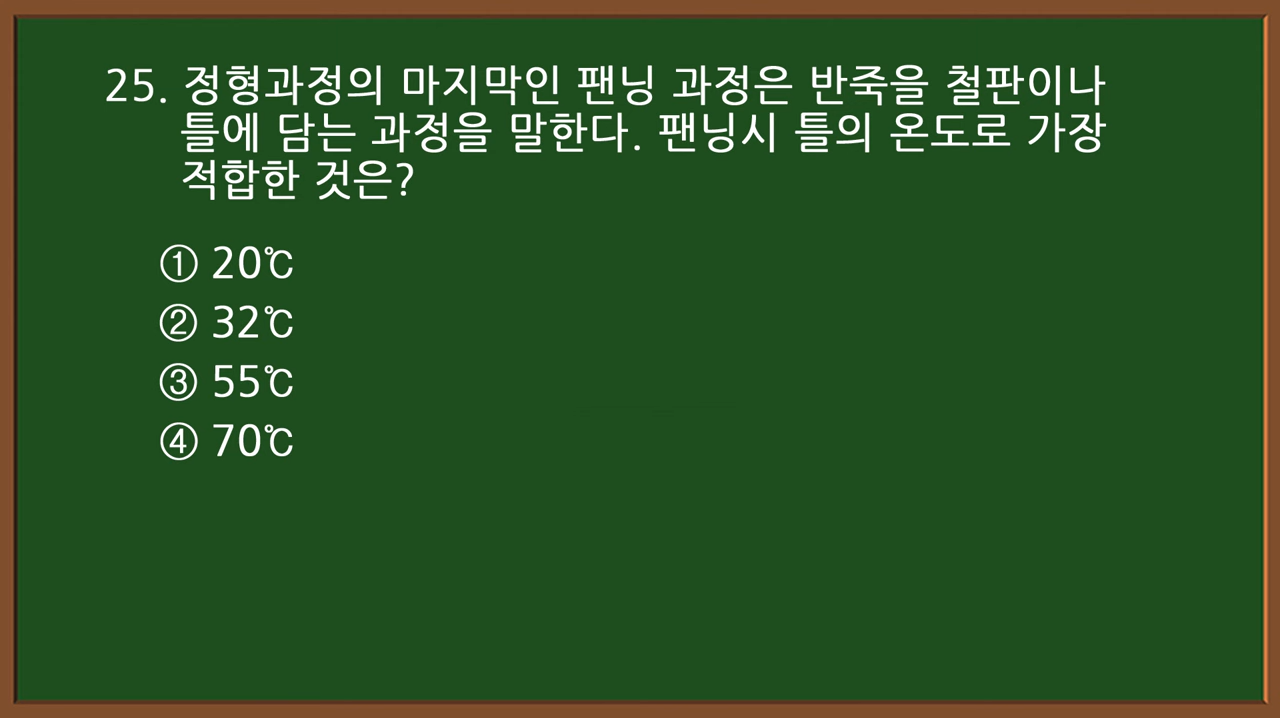 25. 정형과정의 마지막인 팬닝 과정은 반죽을 철판이나
틀에 담는 과정을 말한다. 팬닝시 틀의 온도로 가장
적합한 것은?
① 20℃
② 32℃
③ 55℃
④ 70℃